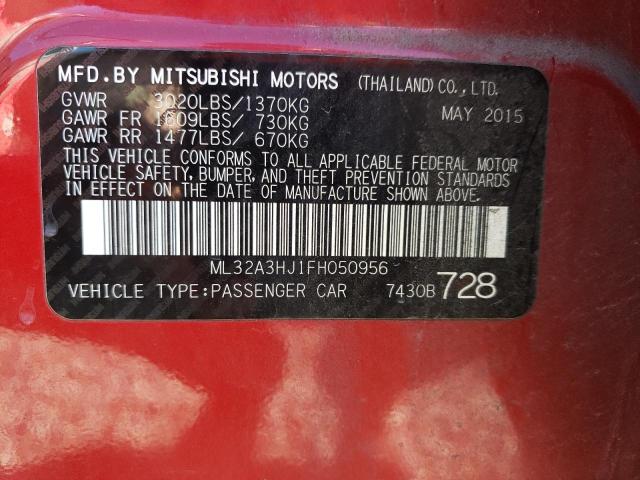 MFD.BY MITSUBISHI MOTORS (THAILAND)CO.,LTD.
GVWR 3020LBS/1370KG MAY 2015
GAWR FR 1609LBS/ 730KG
GAWR RR 1477LBS/ 670KG
THIS VEHICLE CONFORMS TO ALL APPLICABLE FEDERAL MOTOR
VEHICLE SAFETY, BUMPER, AND THEFT PREVENTION STANDARDS
IN EFFECT ON THE DATE OF MANUFACTURE SHOWN ABOVE.
ML32A3HJ1FH050956
VEHICLE TYPE:PASSENGER CAR 7430B 728